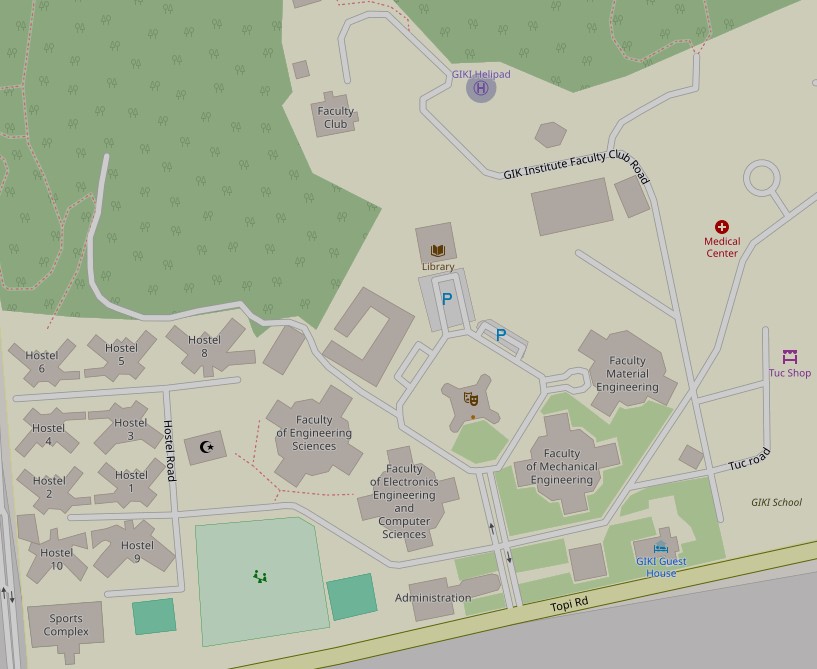 GIKI Helipad
Faculty
Club
GIK Institute Faculty Club Road
Medical
Center
Library
P
P
Hostel
6
Hostel
5
Hostel
8
Faculty
Material
Engineering
Tuc Shop
Hostel
4
Hostel
3
Hostel Road
Faculty
of Engineering
Sciences
Hostel
2
Hostel
1
Faculty
of Electronics
Engineering
and
Computer
Sciences
Faculty
of Mechanical
Engineering
Tuc road
GIKI School
Hostel
10
Hostel
9
GIKI Guest
House
Administration
Topi Rd
Sports
Complex
H